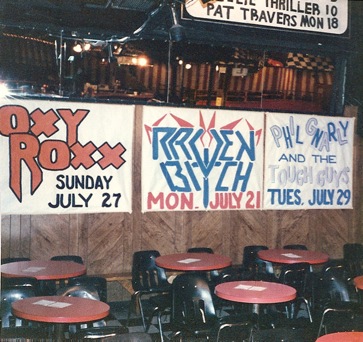 THRILLER 10
PAT TRAVERS MON 18
OXY
ROXX
SUNDAY
JULY 27
RAVEN
BITCH
MON. JULY 21
PHIL GNARLY
AND THE
TOUGH GUYS
TUES. JULY 29